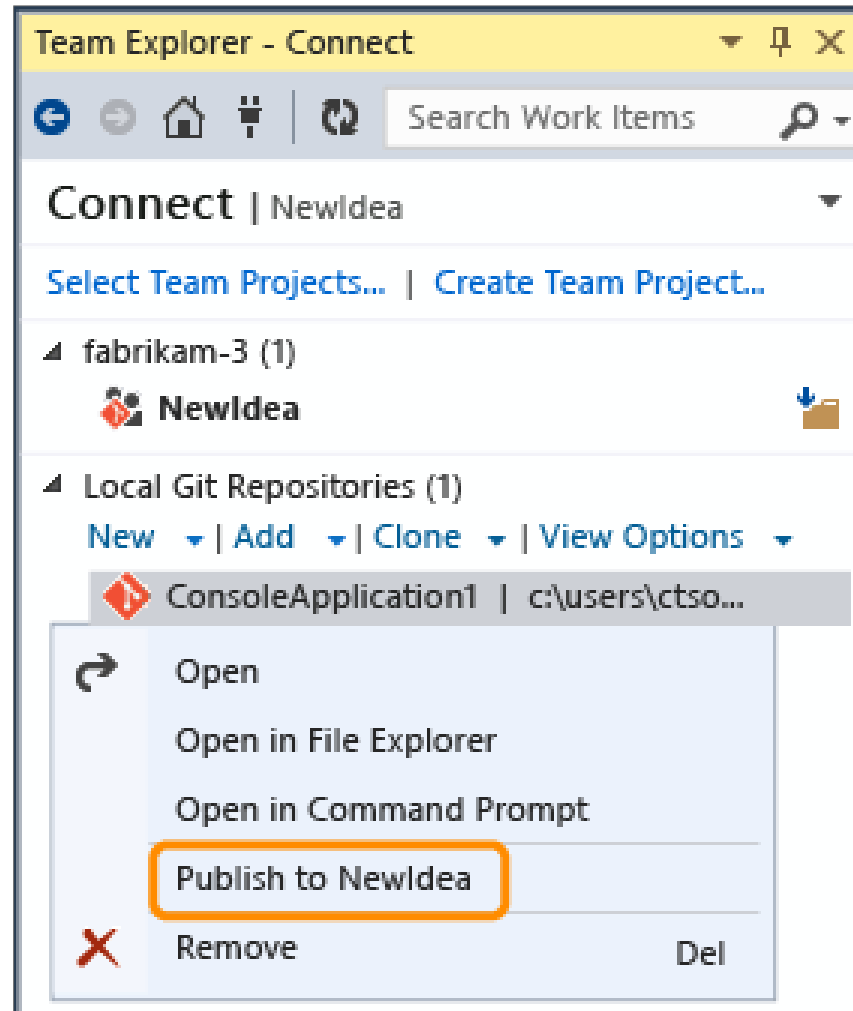 Team Explorer - Connect
Search Work Items
Connect | NewIdea
Select Team Projects... | Create Team Project...
fabrikam-3 (1)
NewIdea
Local Git Repositories (1)
New | Add | Clone | View Options
ConsoleApplication1 | c:\users\ctso...
Open
Open in File Explorer
Open in Command Prompt
Publish to NewIdea
Remove Del